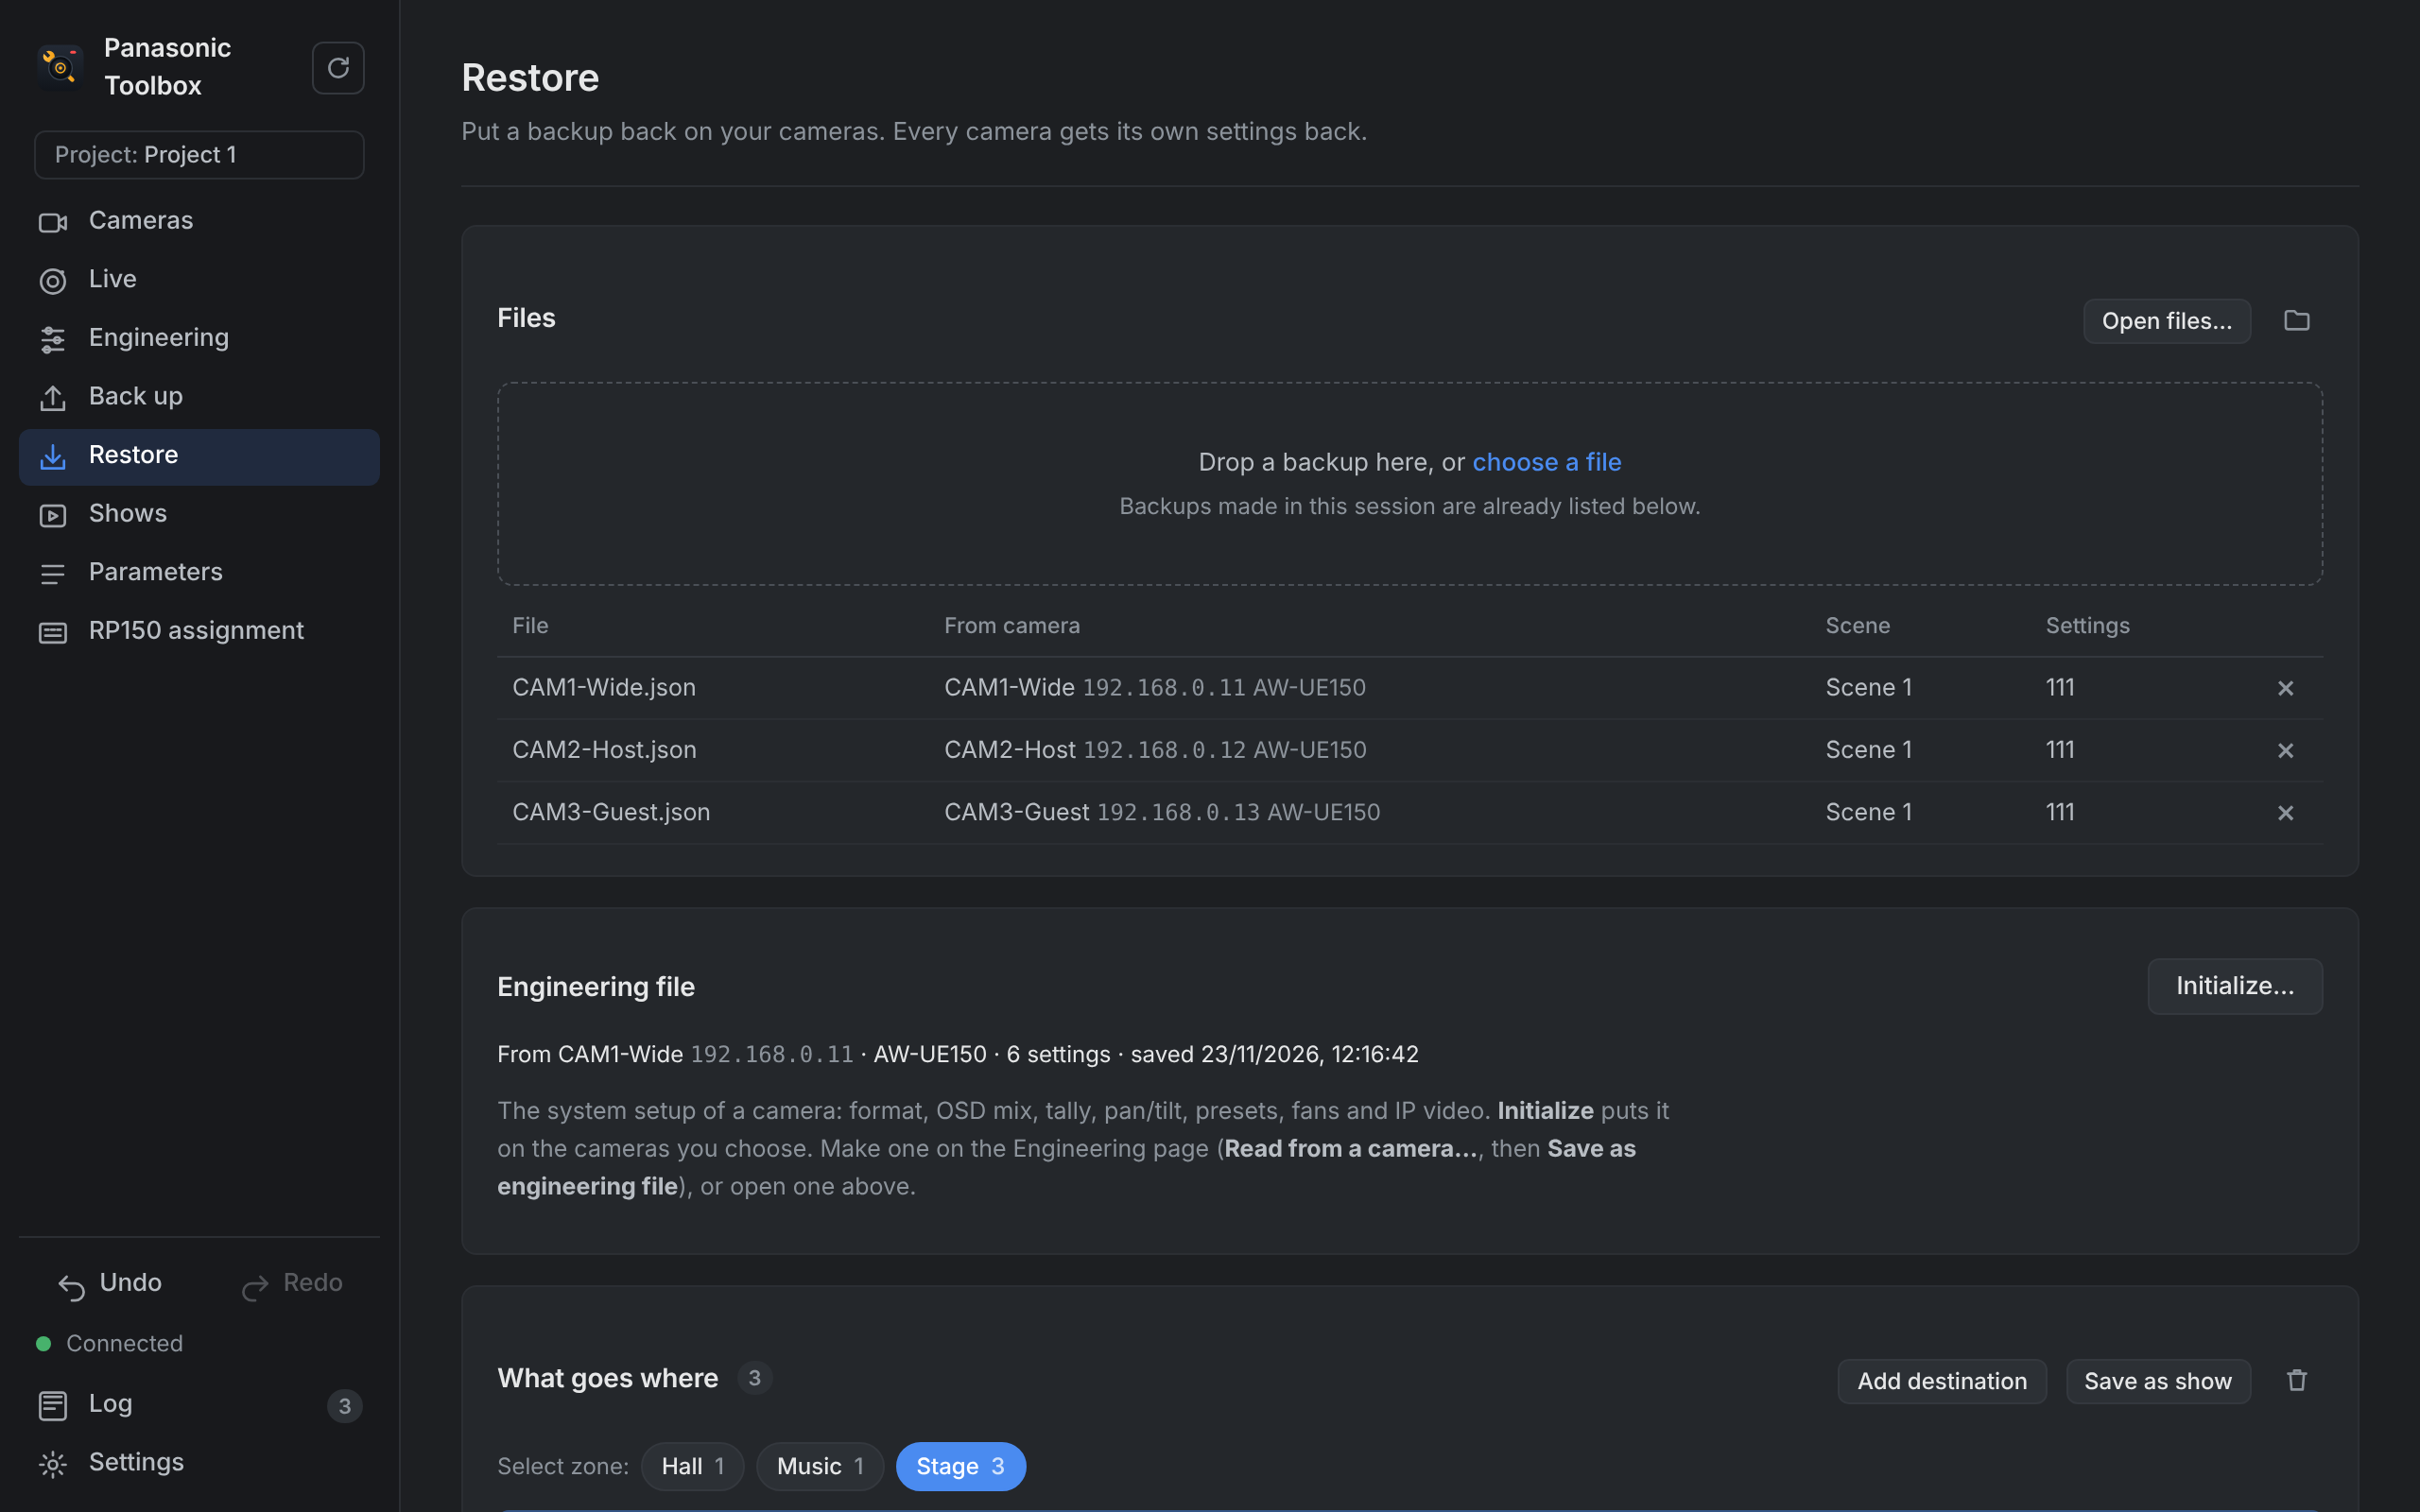 Panasonic
Toolbox
Project: Project 1
Cameras
Live
Engineering
Back up
Restore
Shows
Parameters
RP150 assignment
Undo
Redo
Connected
Log 3
Settings
Restore
Put a backup back on your cameras. Every camera gets its own settings back.
Files
Open files...
Drop a backup here, or choose a file
Backups made in this session are already listed below.
File From camera Scene Settings
CAM1-Wide.json CAM1-Wide 192.168.0.11 AW-UE150 Scene 1 111
CAM2-Host.json CAM2-Host 192.168.0.12 AW-UE150 Scene 1 111
CAM3-Guest.json CAM3-Guest 192.168.0.13 AW-UE150 Scene 1 111
Engineering file
Initialize...
From CAM1-Wide 192.168.0.11 · AW-UE150 · 6 settings · saved 23/11/2026, 12:16:42
The system setup of a camera: format, OSD mix, tally, pan/tilt, presets, fans and IP video. Initialize puts it
on the cameras you choose. Make one on the Engineering page (Read from a camera..., then Save as
engineering file), or open one above.
What goes where 3
Add destination
Save as show
Select zone: Hall 1 Music 1 Stage 3